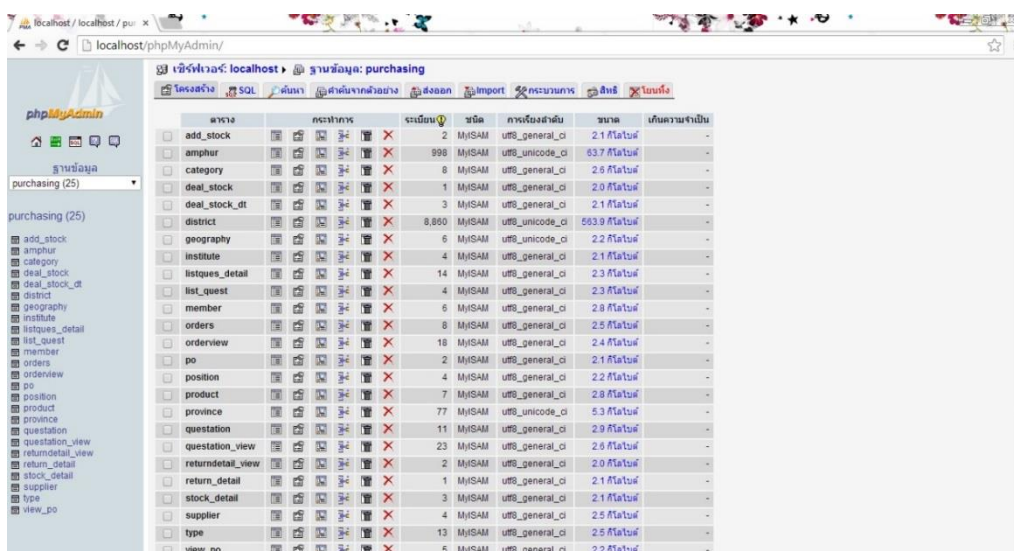 localhost / localhost / pur
localhost/phpMyAdmin/
phpMyAdmin
ฐานข้อมูล
purchasing (25)
purchasing (25)
add_stock
amphur
category
deal_stock
deal_stock_dt
district
geography
institute
listques_detail
list_quest
member
orders
orderview
po
position
product
province
questation
questation_view
returndetail_view
return_detail
stock_detail
supplier
type
view_po
เซิร์ฟเวอร์: localhost ▸ ฐานข้อมูล: purchasing
โครงสร้าง SQL ค้นหา คำค้นจากตัวอย่าง ส่งออก Import กระบวนการ สิทธิ โยนทิ้ง
ตาราง กระทำการ ระเบียน ชนิด การเรียงลำดับ ขนาด เกินความจำเป็น
add_stock 2 MyISAM utf8_general_ci 2.1 กิโลไบต์ -
amphur 998 MyISAM utf8_unicode_ci 63.7 กิโลไบต์ -
category 8 MyISAM utf8_general_ci 2.6 กิโลไบต์ -
deal_stock 1 MyISAM utf8_general_ci 2.0 กิโลไบต์ -
deal_stock_dt 3 MyISAM utf8_general_ci 2.1 กิโลไบต์ -
district 8,860 MyISAM utf8_unicode_ci 563.9 กิโลไบต์ -
geography 6 MyISAM utf8_unicode_ci 2.2 กิโลไบต์ -
institute 4 MyISAM utf8_general_ci 2.1 กิโลไบต์ -
listques_detail 14 MyISAM utf8_general_ci 2.3 กิโลไบต์ -
list_quest 4 MyISAM utf8_general_ci 2.3 กิโลไบต์ -
member 6 MyISAM utf8_general_ci 2.8 กิโลไบต์ -
orders 8 MyISAM utf8_general_ci 2.5 กิโลไบต์ -
orderview 18 MyISAM utf8_general_ci 2.4 กิโลไบต์ -
po 2 MyISAM utf8_general_ci 2.1 กิโลไบต์ -
position 4 MyISAM utf8_general_ci 2.2 กิโลไบต์ -
product 7 MyISAM utf8_general_ci 2.8 กิโลไบต์ -
province 77 MyISAM utf8_unicode_ci 5.3 กิโลไบต์ -
questation 11 MyISAM utf8_general_ci 2.9 กิโลไบต์ -
questation_view 23 MyISAM utf8_general_ci 2.6 กิโลไบต์ -
returndetail_view 2 MyISAM utf8_general_ci 2.0 กิโลไบต์ -
return_detail 1 MyISAM utf8_general_ci 2.1 กิโลไบต์ -
stock_detail 3 MyISAM utf8_general_ci 2.1 กิโลไบต์ -
supplier 4 MyISAM utf8_general_ci 2.5 กิโลไบต์ -
type 13 MyISAM utf8_general_ci 2.5 กิโลไบต์ -
view_po 5 MyISAM utf8_general_ci 2.2 กิโลไบต์ -